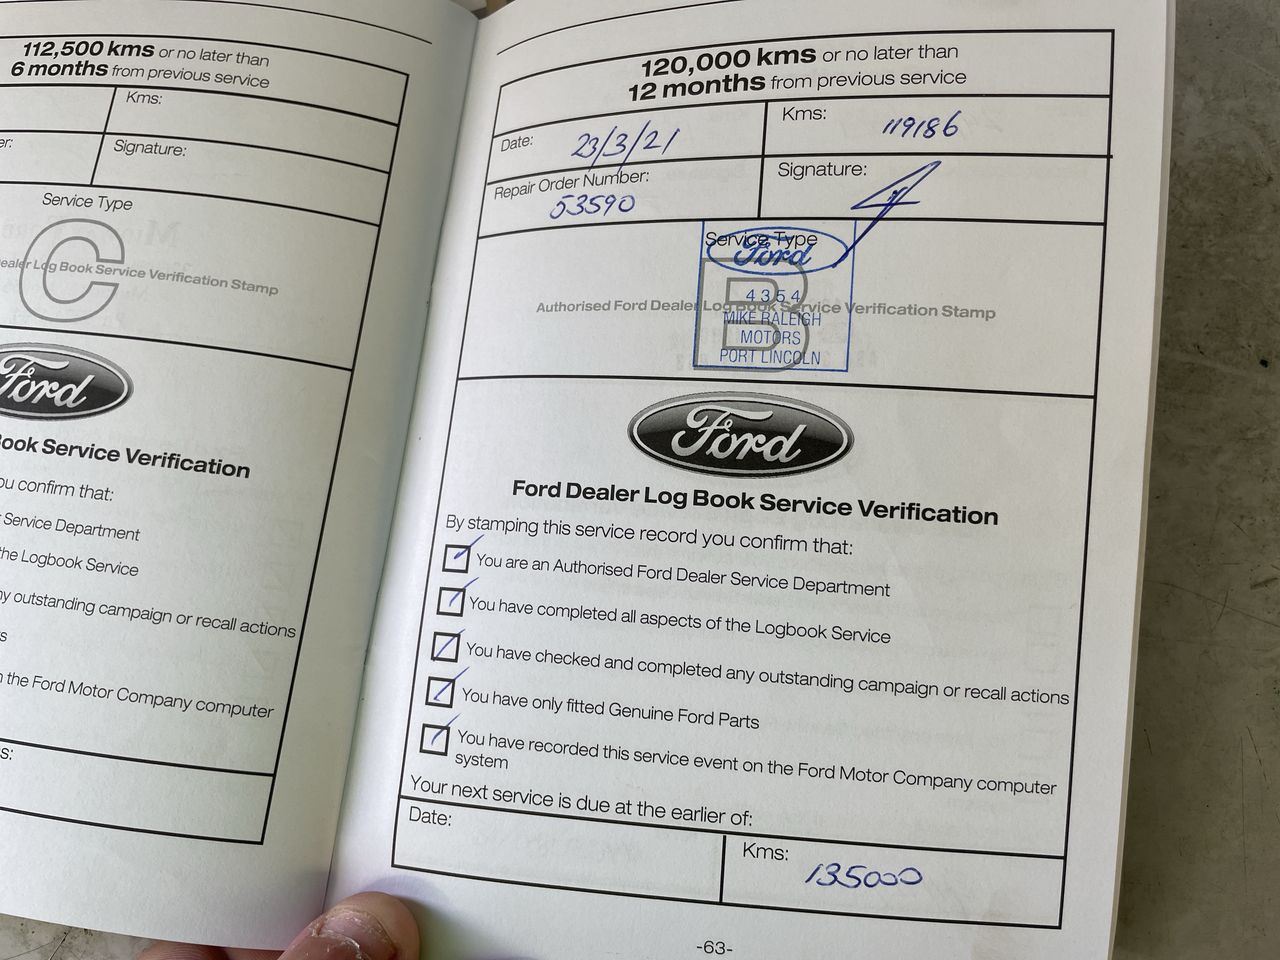 112,500 kms or no later than
6 months from previous service
Kms:
er:
Signature:
Service Type
C
ealer Log Book Service Verification Stamp
Ford
Book Service Verification
ou confirm that:
Service Department
the Logbook Service
ny outstanding campaign or recall actions
s
n the Ford Motor Company computer
s:
120,000 kms or no later than
12 months from previous service
Date: 23/3/21
Kms: 119186
Repair Order Number:
53590
Signature:
Service Type
Ford
B
4354
Authorised Ford Dealer Log Book Service Verification Stamp
MIKE RALEIGH
MOTORS
PORT LINCOLN
Ford
Ford Dealer Log Book Service Verification
By stamping this service record you confirm that:
You are an Authorised Ford Dealer Service Department
You have completed all aspects of the Logbook Service
You have checked and completed any outstanding campaign or recall actions
You have only fitted Genuine Ford Parts
You have recorded this service event on the Ford Motor Company computer
system
Your next service is due at the earlier of:
Date:
Kms: 135000
-63-